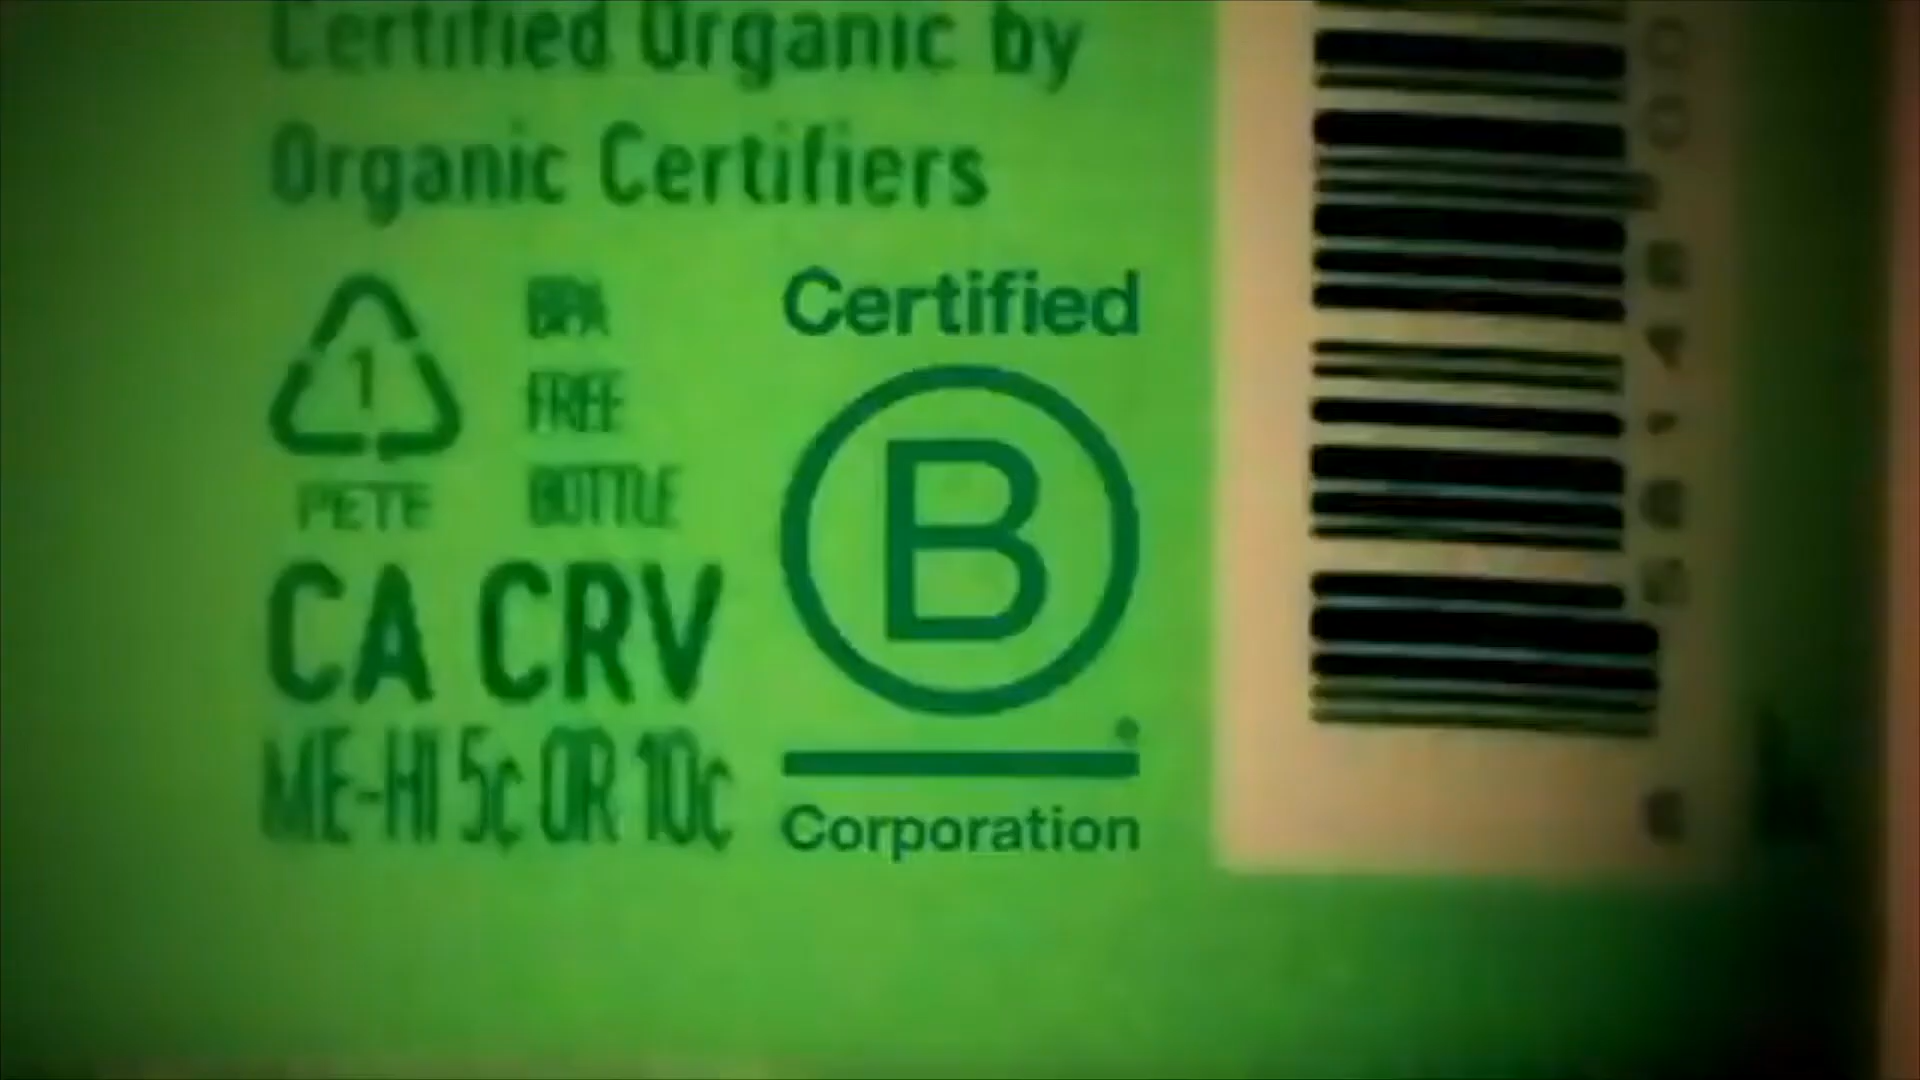 Certified Organic by
Organic Certifiers
1
PETE
BPA
FREE
BOTTLE
CA CRV
ME-HI 5¢ OR 10¢
Certified
B
Corporation